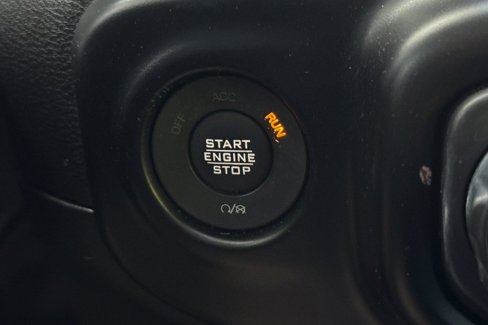 ACC
OFF
RUN
START
ENGINE
STOP